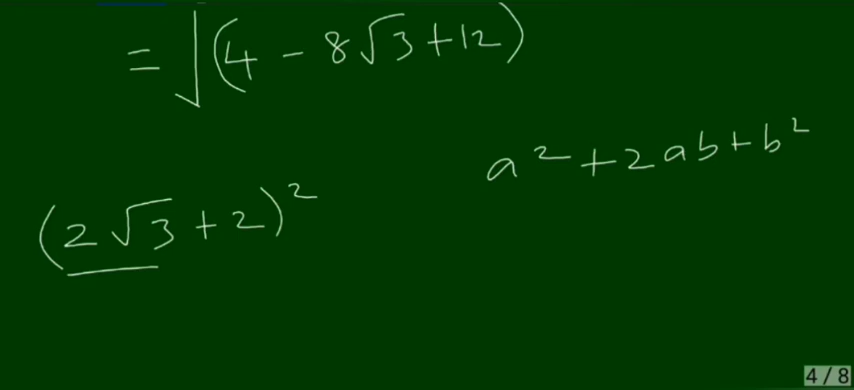 = √(4 - 8√3 + 12)
a² + 2ab + b²
(2√3 + 2)²
4 / 8